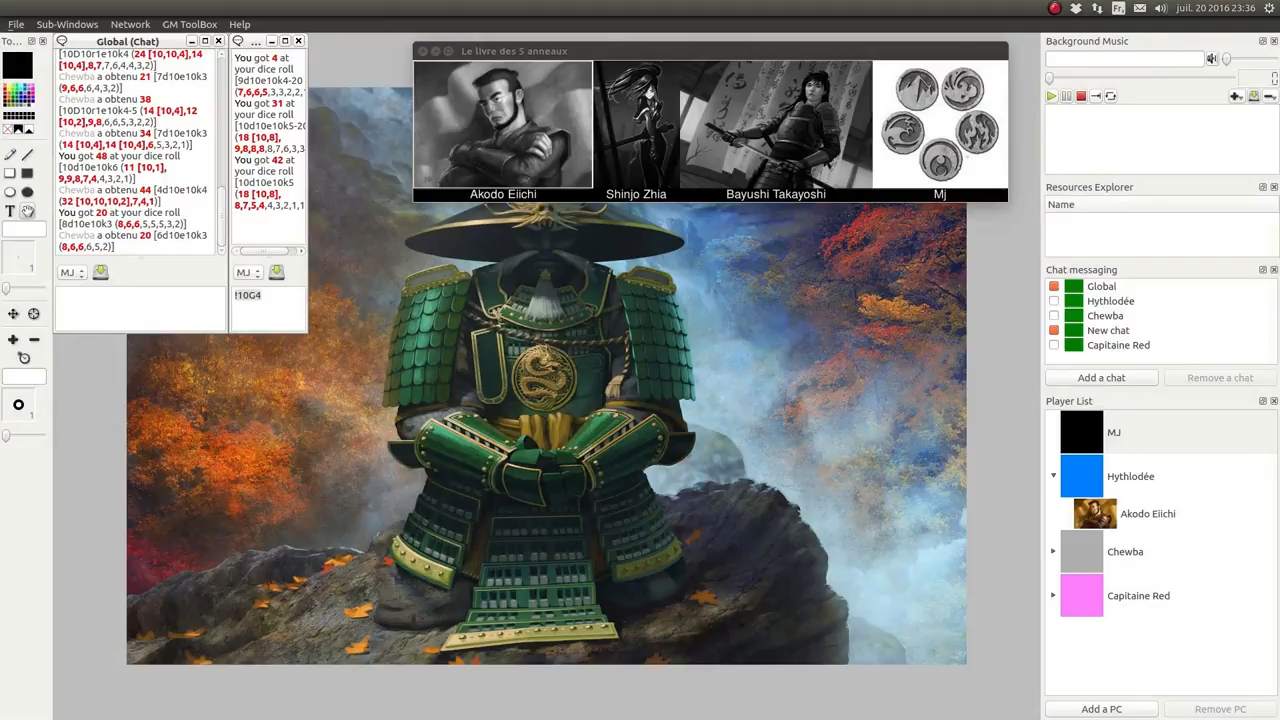 Fr₁
juil. 20 2016 23:36
File Sub-Windows Network GM ToolBox Help
To...
1
1
Global (Chat)
[10D10r1e10k4 (24 [10,10,4],14
[10,4],8,7,7,6,4,4,3,2)]
Chewba a obtenu 21 [7d10e10k3
(9,6,6,6,4,3,2)]
Chewba a obtenu 38
[10D10r1e10k4-5 (14 [10,4],12
[10,2],9,8,6,6,5,3,2,2)]
Chewba a obtenu 34 [7d10e10k3
(14 [10,4],14 [10,4],6,5,3,2,1)]
You got 48 at your dice roll
[10d10e10k6 (11 [10,1],
9,9,8,7,4,4,3,2,1)]
Chewba a obtenu 44 [4d10e10k4
(32 [10,10,10,2],7,4,1)]
You got 20 at your dice roll
[8d10e10k3 (8,6,6,5,5,5,3,2)]
Chewba a obtenu 20 [6d10e10k3
(8,6,6,6,5,2)]
MJ
...
You got 4 at
your dice roll
[9d10e10k4-20
(7,6,6,5,3,3,2,2,
You got 31 at
your dice roll
[10d10e10k5-20
(18 [10,8],
9,8,8,8,8,7,6,3,3
You got 42 at
your dice roll
[10d10e10k5
(18 [10,8],
8,7,5,4,4,3,2,1,1
MJ
!10G4
Le livre des 5 anneaux
Akodo Eiichi
Shinjo Zhia
Bayushi Takayoshi
Mj
Background Music
Resources Explorer
Name
Chat messaging
Global
Hythlodée
Chewba
New chat
Capitaine Red
Add a chat
Remove a chat
Player List
MJ
Hythlodée
Akodo Eiichi
Chewba
Capitaine Red
Add a PC
Remove PC